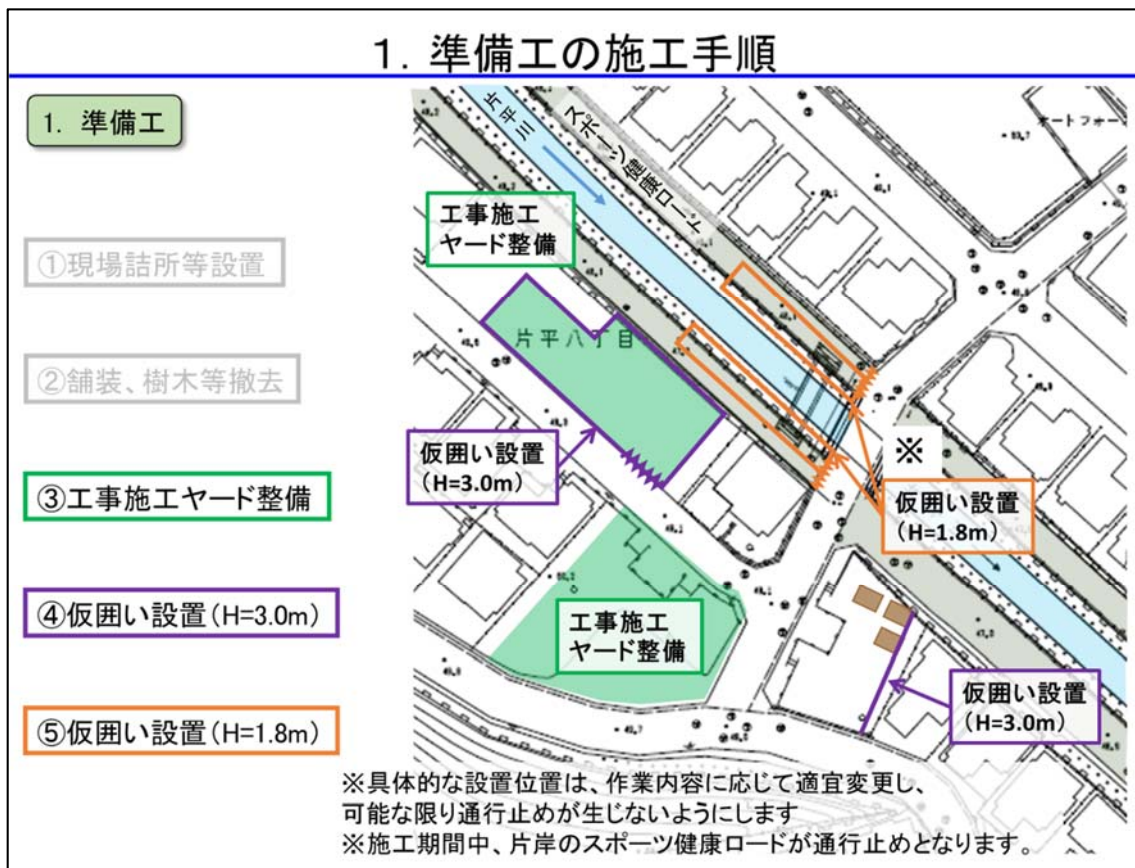 1. 準備工の施工手順
1. 準備工
①現場詰所等設置
②舗装、樹木等撤去
③工事施工ヤード整備
④仮囲い設置(H=3.0m)
⑤仮囲い設置(H=1.8m)
片平川
スポーツ健康ロード
オートフォー
工事施工
ヤード整備
片平八丁目
仮囲い設置
(H=3.0m)
※
仮囲い設置
(H=1.8m)
工事施工
ヤード整備
仮囲い設置
(H=3.0m)
※具体的な設置位置は、作業内容に応じて適宜変更し、
可能な限り通行止めが生じないようにします
※施工期間中、片岸のスポーツ健康ロードが通行止めとなります。